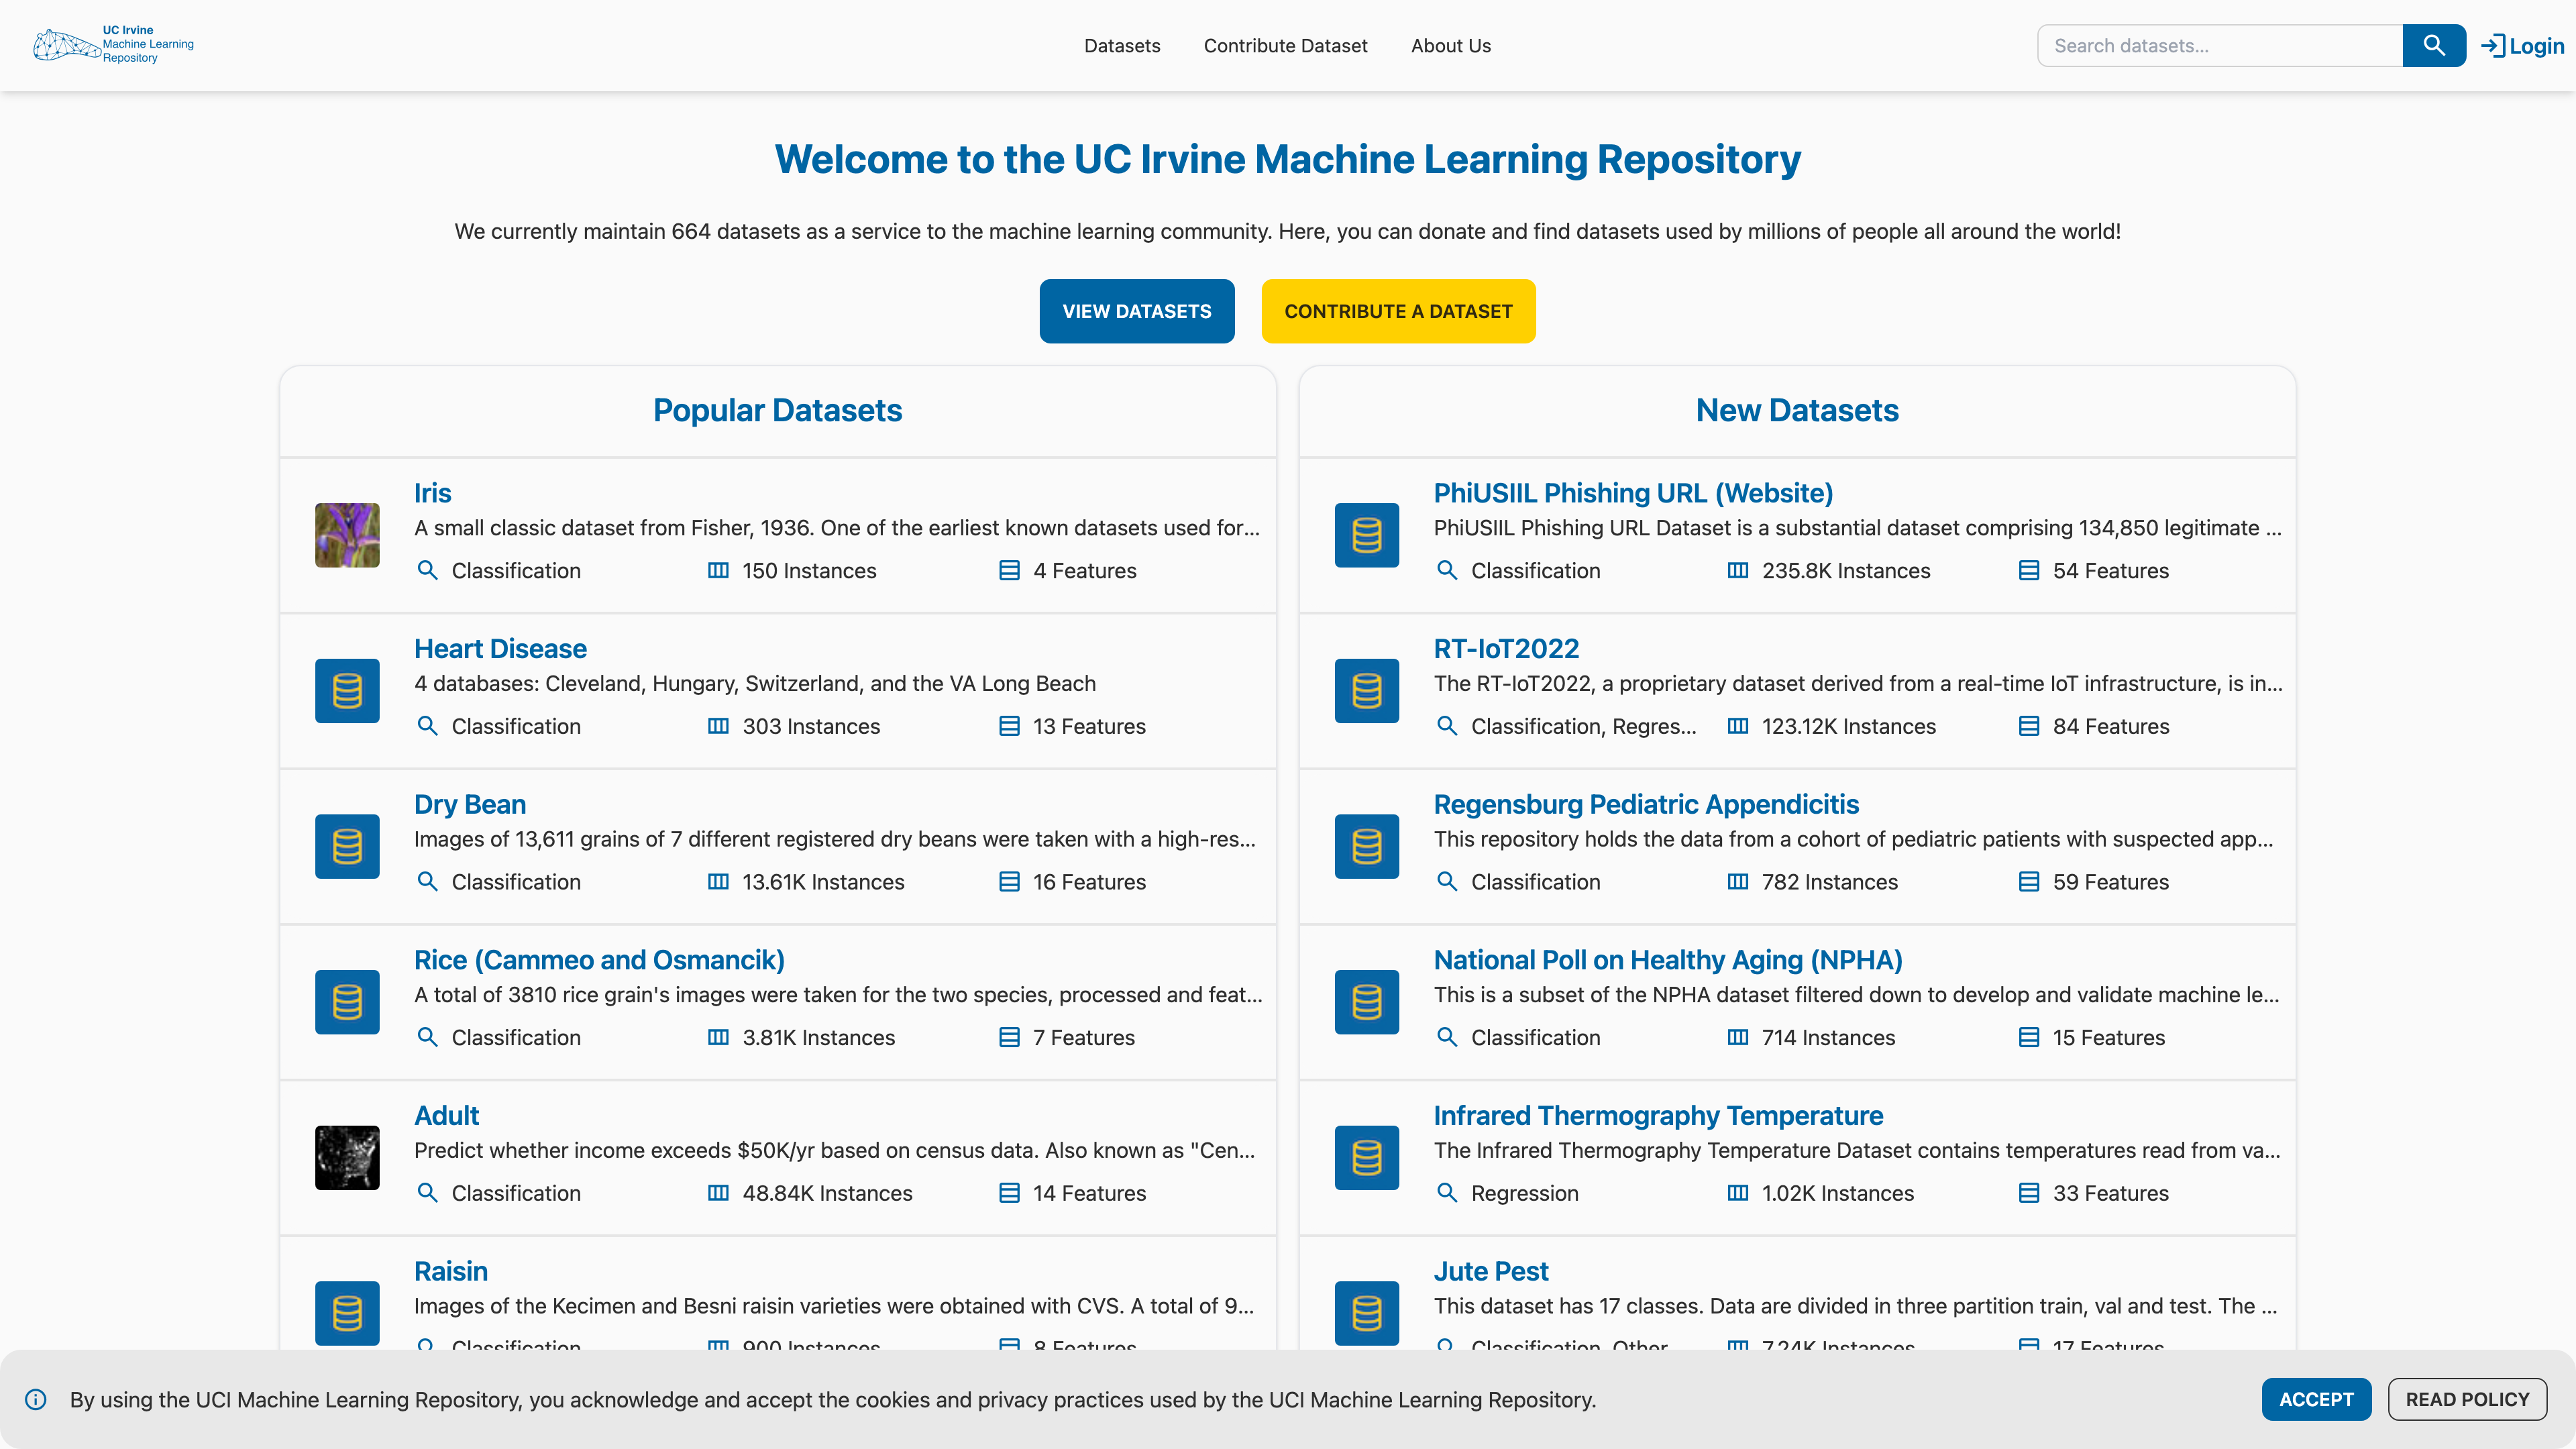 UC Irvine
Machine Learning
Repository
Datasets
Contribute Dataset
About Us
Search datasets...
Login
Welcome to the UC Irvine Machine Learning Repository
We currently maintain 664 datasets as a service to the machine learning community. Here, you can donate and find datasets used by millions of people all around the world!
VIEW DATASETS
CONTRIBUTE A DATASET
Popular Datasets
Iris
A small classic dataset from Fisher, 1936. One of the earliest known datasets used for...
Classification
150 Instances
4 Features
Heart Disease
4 databases: Cleveland, Hungary, Switzerland, and the VA Long Beach
Classification
303 Instances
13 Features
Dry Bean
Images of 13,611 grains of 7 different registered dry beans were taken with a high-res...
Classification
13.61K Instances
16 Features
Rice (Cammeo and Osmancik)
A total of 3810 rice grain's images were taken for the two species, processed and feat...
Classification
3.81K Instances
7 Features
Adult
Predict whether income exceeds $50K/yr based on census data. Also known as "Cen...
Classification
48.84K Instances
14 Features
Raisin
Images of the Kecimen and Besni raisin varieties were obtained with CVS. A total of 9...
Classification
900 Instances
8 Features
New Datasets
PhiUSIIL Phishing URL (Website)
PhiUSIIL Phishing URL Dataset is a substantial dataset comprising 134,850 legitimate ...
Classification
235.8K Instances
54 Features
RT-IoT2022
The RT-IoT2022, a proprietary dataset derived from a real-time IoT infrastructure, is in...
Classification, Regres...
123.12K Instances
84 Features
Regensburg Pediatric Appendicitis
This repository holds the data from a cohort of pediatric patients with suspected app...
Classification
782 Instances
59 Features
National Poll on Healthy Aging (NPHA)
This is a subset of the NPHA dataset filtered down to develop and validate machine le...
Classification
714 Instances
15 Features
Infrared Thermography Temperature
The Infrared Thermography Temperature Dataset contains temperatures read from va...
Regression
1.02K Instances
33 Features
Jute Pest
This dataset has 17 classes. Data are divided in three partition train, val and test. The ...
Classification, Other
7.24K Instances
17 Features
By using the UCI Machine Learning Repository, you acknowledge and accept the cookies and privacy practices used by the UCI Machine Learning Repository.
ACCEPT
READ POLICY